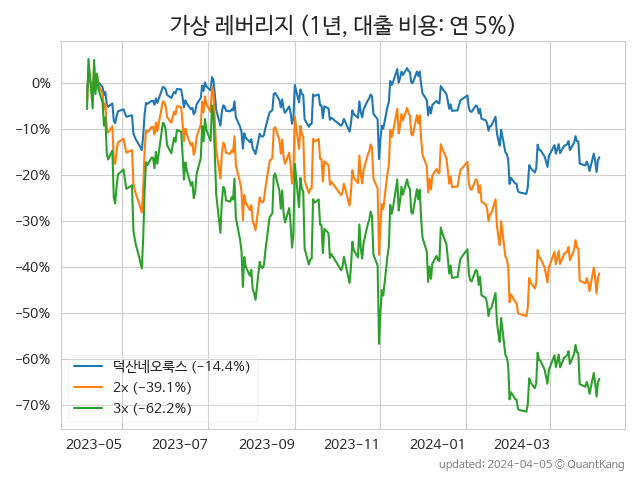 가상 레버리지 (1년, 대출 비용: 연 5%)
0%
−10%
−20%
−30%
−40%
−50%
−60%
−70%
덕산네오룩스 (−14.4%)
2x (−39.1%)
3x (−62.2%)
2023-05 2023-07 2023-09 2023-11 2024-01 2024-03
updated: 2024-04-05 © QuantKang